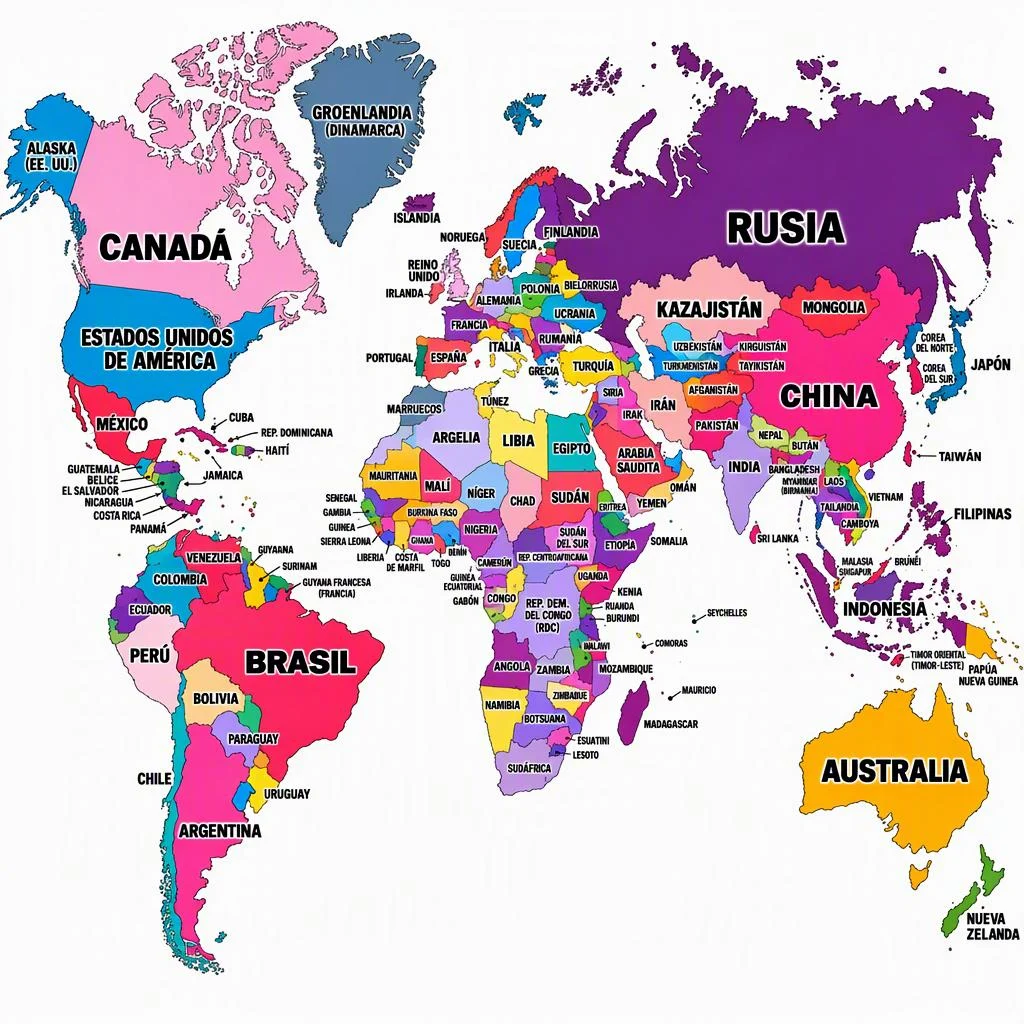 GROENLANDIA
(DINAMARCA)
ALASKA
(EE. UU.)
CANADÁ
ISLANDIA
NORUEGA
SUECIA
FINLANDIA
RUSIA
REINO
UNIDO
IRLANDA
POLONIA
BIELORRUSIA
ALEMANIA
UCRANIA
FRANCIA
RUMANÍA
ITALIA
PORTUGAL
ESPAÑA
GRECIA
TURQUÍA
KAZAJISTÁN
MONGOLIA
UZBEKISTÁN
KIRGUISTÁN
TURKMENISTÁN
TAYIKISTÁN
COREA
DEL NORTE
COREA
DEL SUR
JAPÓN
ESTADOS UNIDOS
DE AMÉRICA
CHINA
MÉXICO
CUBA
REP. DOMINICANA
HAITÍ
JAMAICA
GUATEMALA
BELICE
EL SALVADOR
NICARAGUA
COSTA RICA
PANAMÁ
MARRUECOS
TÚNEZ
ARGELIA
LIBIA
EGIPTO
SIRIA
IRAK
IRÁN
AFGANISTÁN
PAKISTÁN
NEPAL
BUTÁN
INDIA
BANGLADESH
MYANMAR
(BIRMANIA)
LAOS
TAIWÁN
ARABIA
SAUDITA
OMÁN
YEMEN
VIETNAM
TAILANDIA
CAMBOYA
FILIPINAS
SRI LANKA
MAURITANIA
MALÍ
NÍGER
CHAD
SUDÁN
ERITREA
SENEGAL
GAMBIA
GUINEA
SIERRA LEONA
LIBERIA
COSTA
DE MARFIL
BURKINA FASO
GHANA
TOGO
BENÍN
NIGERIA
CAMERÚN
REP. CENTROAFRICANA
SUDÁN
DEL SUR
ETIOPÍA
SOMALIA
GUINEA
ECUATORIAL
GABÓN
CONGO
REP. DEM.
DEL CONGO
(RDC)
UGANDA
KENIA
RUANDA
BURUNDI
SEYCHELLES
COMORAS
MALASIA
BRUNÉI
INDONESIA
TIMOR ORIENTAL
(TIMOR-LESTE)
PAPÚA
NUEVA GUINEA
VENEZUELA
GUYAANA
SURINAM
GUYANA FRANCESA
(FRANCIA)
COLOMBÍA
ECUADOR
PERÚ
BRASIL
BOLIVIA
PARAGUAY
CHILE
URUGUAY
ARGENTINA
ANGOLA
ZAMBIA
MOZAMBIQUE
NAMIBIA
BOTSUANA
MAURICIO
MADAGASCAR
ESUATINI
LESOTO
SUDÁFRICA
AUSTRALIA
NUEVA
ZELANDA